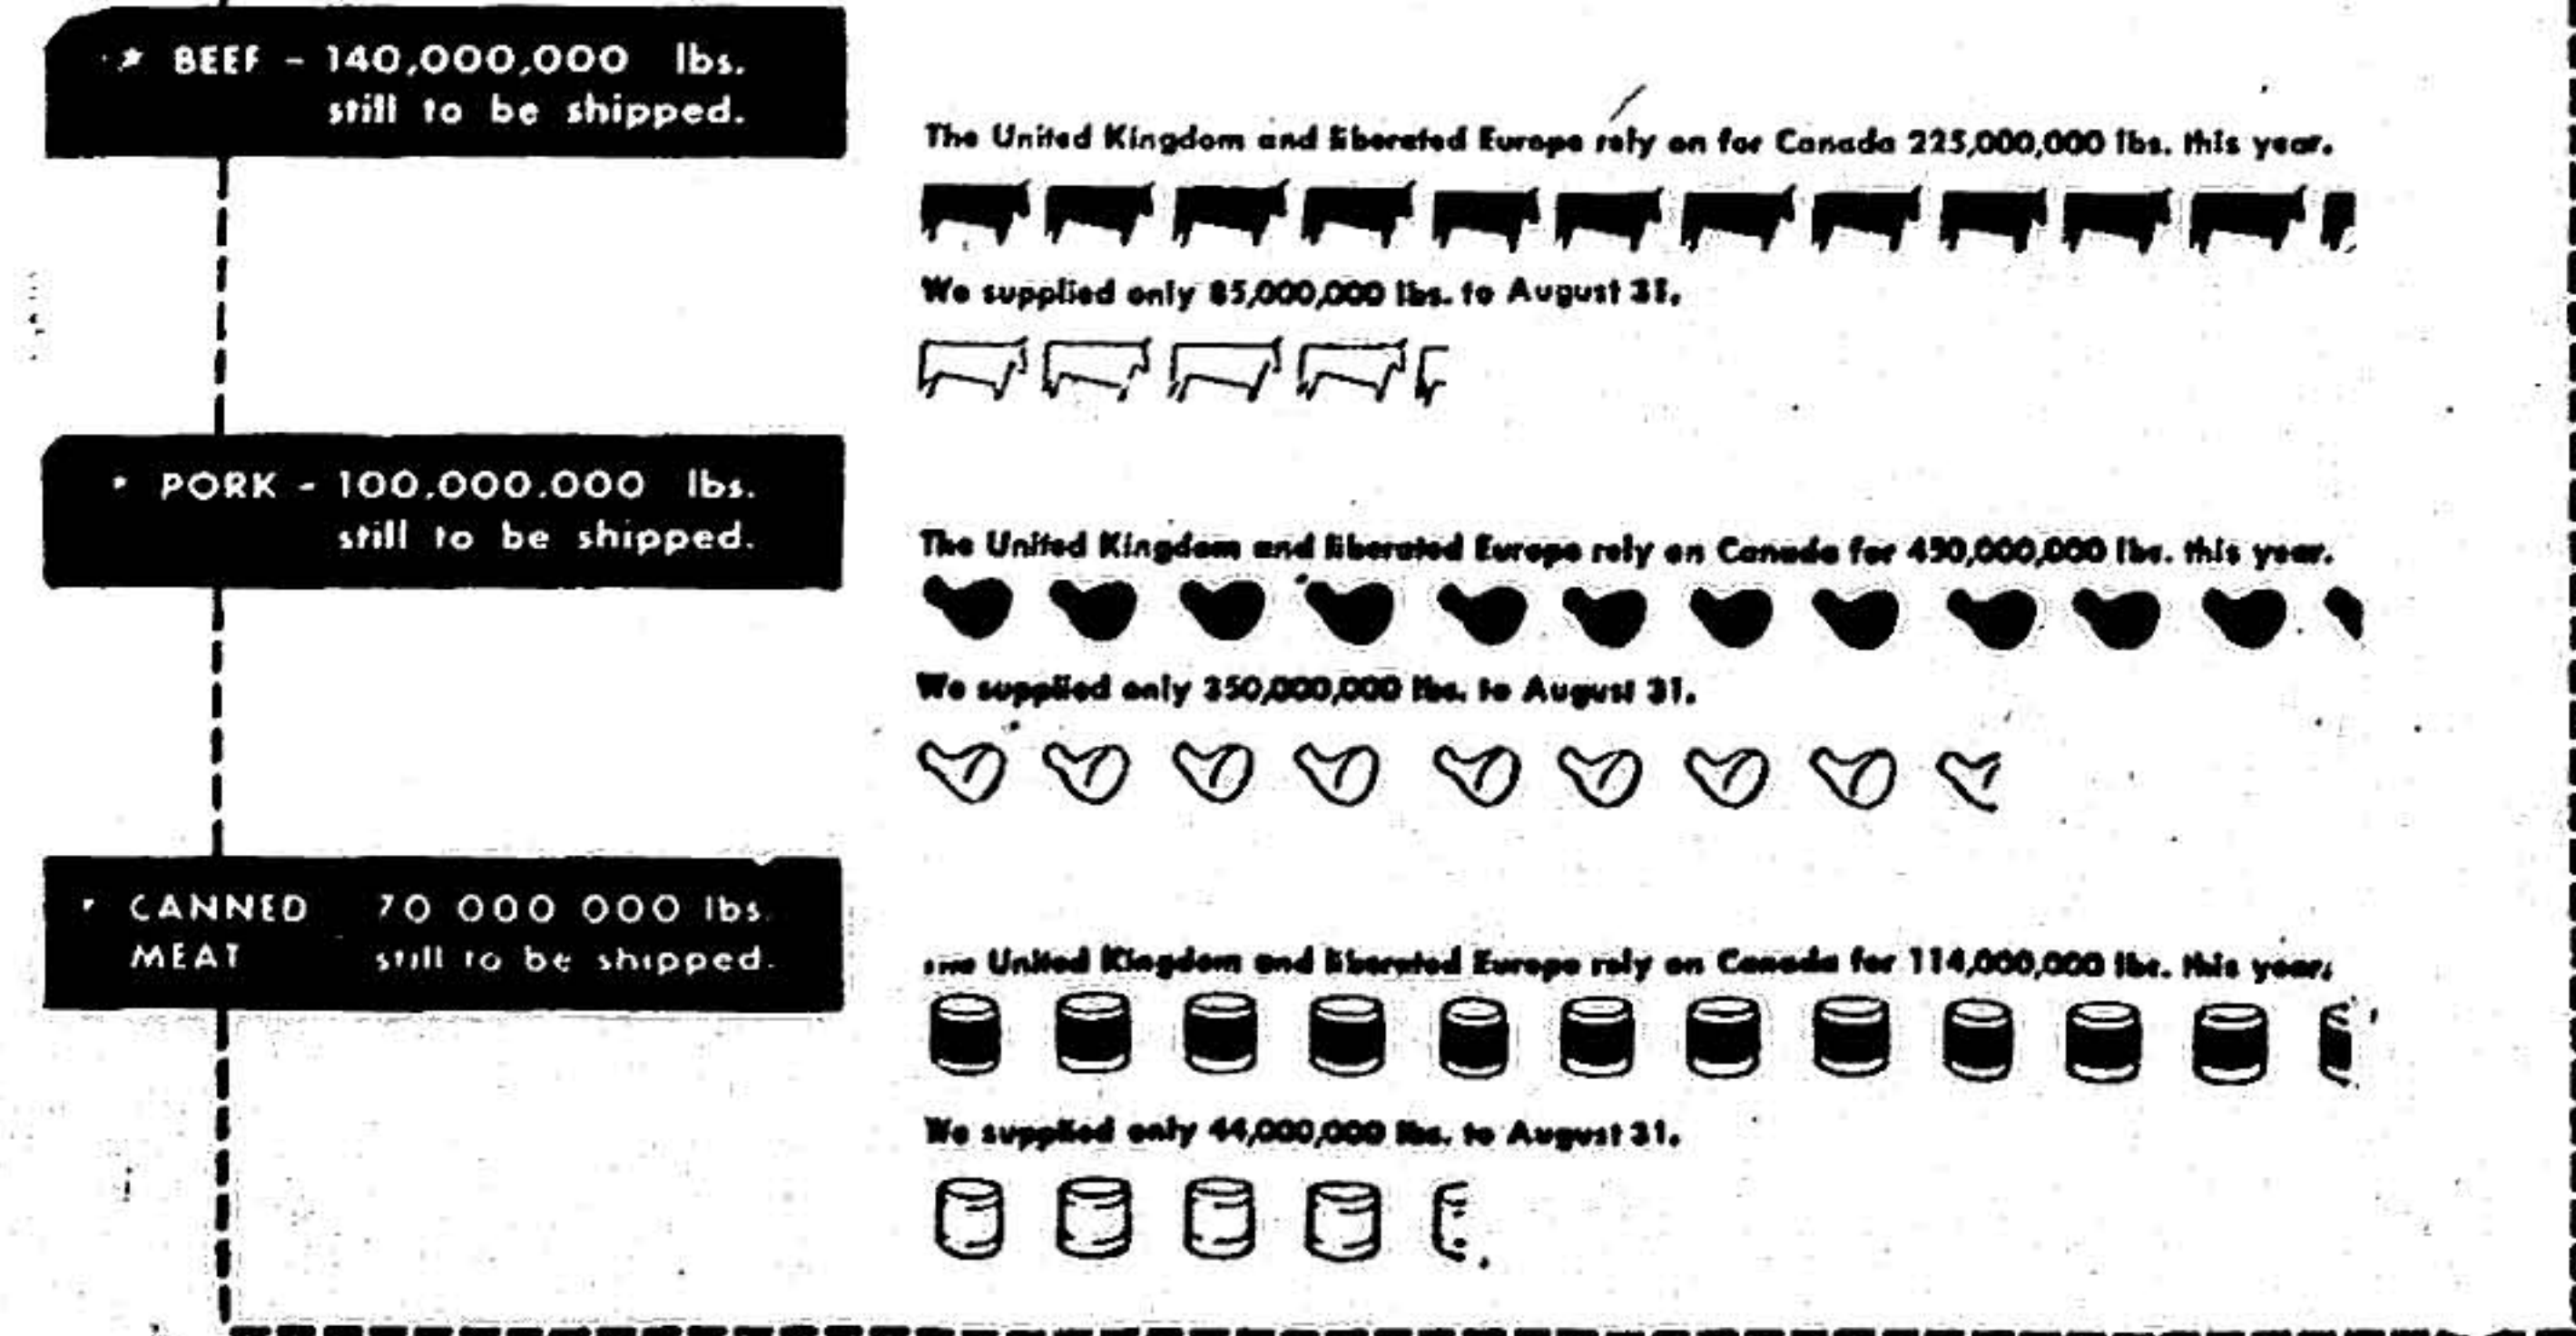 ★ BEEF - 140,000,000 lbs.
still to be shipped.
The United Kingdom and liberated Europe rely on for Canada 225,000,000 lbs. this year.
We supplied only 85,000,000 lbs. to August 31.
PORK - 100,000,000 lbs.
still to be shipped.
The United Kingdom and liberated Europe rely on Canada for 450,000,000 lbs. this year.
We supplied only 350,000,000 lbs. to August 31.
CANNED 70 000 000 lbs.
MEAT still to be shipped.
United Kingdom and liberated Europe rely on Canada for 114,000,000 lbs. this year.
We supplied only 44,000,000 lbs. to August 31.